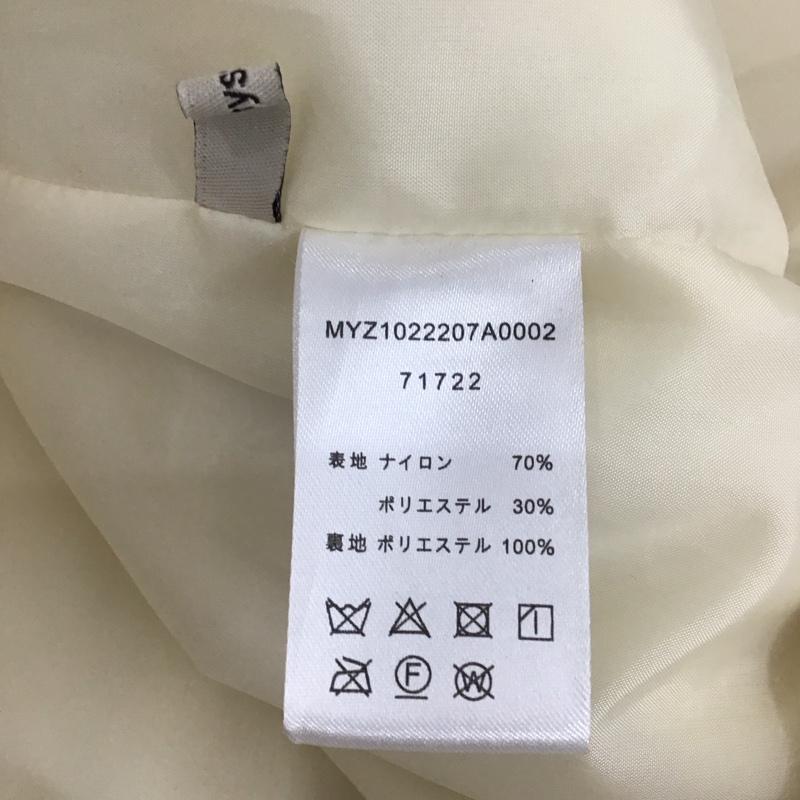 ys
MYZ1022207A0002
71722
表地 ナイロン 70%
ポリエステル 30%
裏地 ポリエステル 100%
F
W